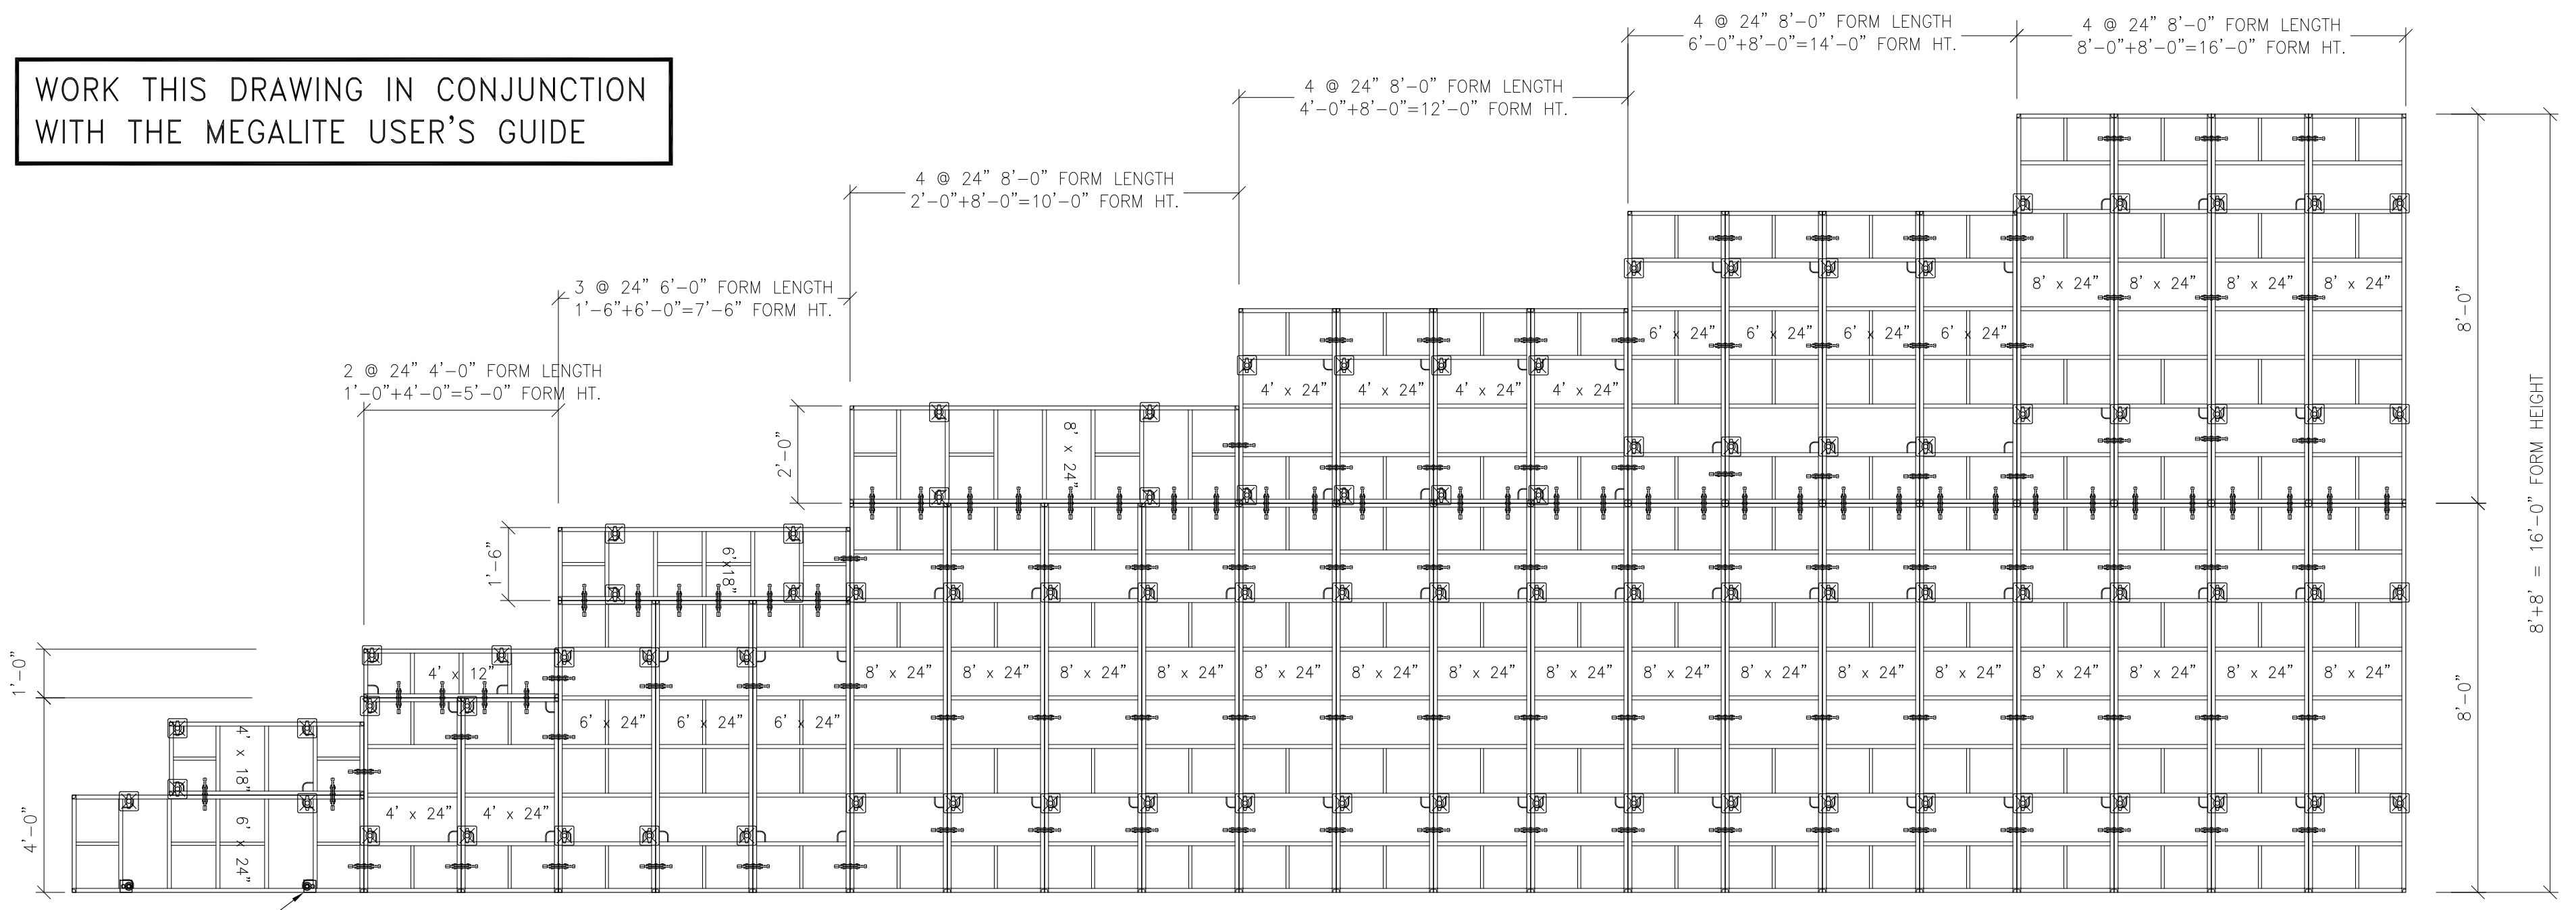 WORK THIS DRAWING IN CONJUNCTION
WITH THE MEGALITE USER'S GUIDE
4 @ 24" 8'-0" FORM LENGTH
6'-0"+8'-0"=14'-0" FORM HT.
4 @ 24" 8'-0" FORM LENGTH
8'-0"+8'-0"=16'-0" FORM HT.
4 @ 24" 8'-0" FORM LENGTH
4'-0"+8'-0"=12'-0" FORM HT.
4 @ 24" 8'-0" FORM LENGTH
2'-0"+8'-0"=10'-0" FORM HT.
3 @ 24" 6'-0" FORM LENGTH
1'-6"+6'-0"=7'-6" FORM HT.
2 @ 24" 4'-0" FORM LENGTH
1'-0"+4'-0"=5'-0" FORM HT.
8' x 24" 8' x 24" 8' x 24" 8' x 24"
8'-0"
6' x 24" 6' x 24" 6' x 24" 6' x 24"
4' x 24" 4' x 24" 4' x 24" 4' x 24"
8'+8' = 16'-0" FORM HEIGHT
2'-0"
8' x 24"
1'-6"
6'x18"
1'-0"
4' x 12"
8' x 24" 8' x 24" 8' x 24" 8' x 24" 8' x 24" 8' x 24" 8' x 24" 8' x 24" 8' x 24" 8' x 24" 8' x 24" 8' x 24" 8' x 24" 8' x 24" 8' x 24" 8' x 24"
8'-0"
6' x 24" 6' x 24" 6' x 24"
4' x 18"
4' x 24" 4' x 24"
4'-0"
6' x 24"